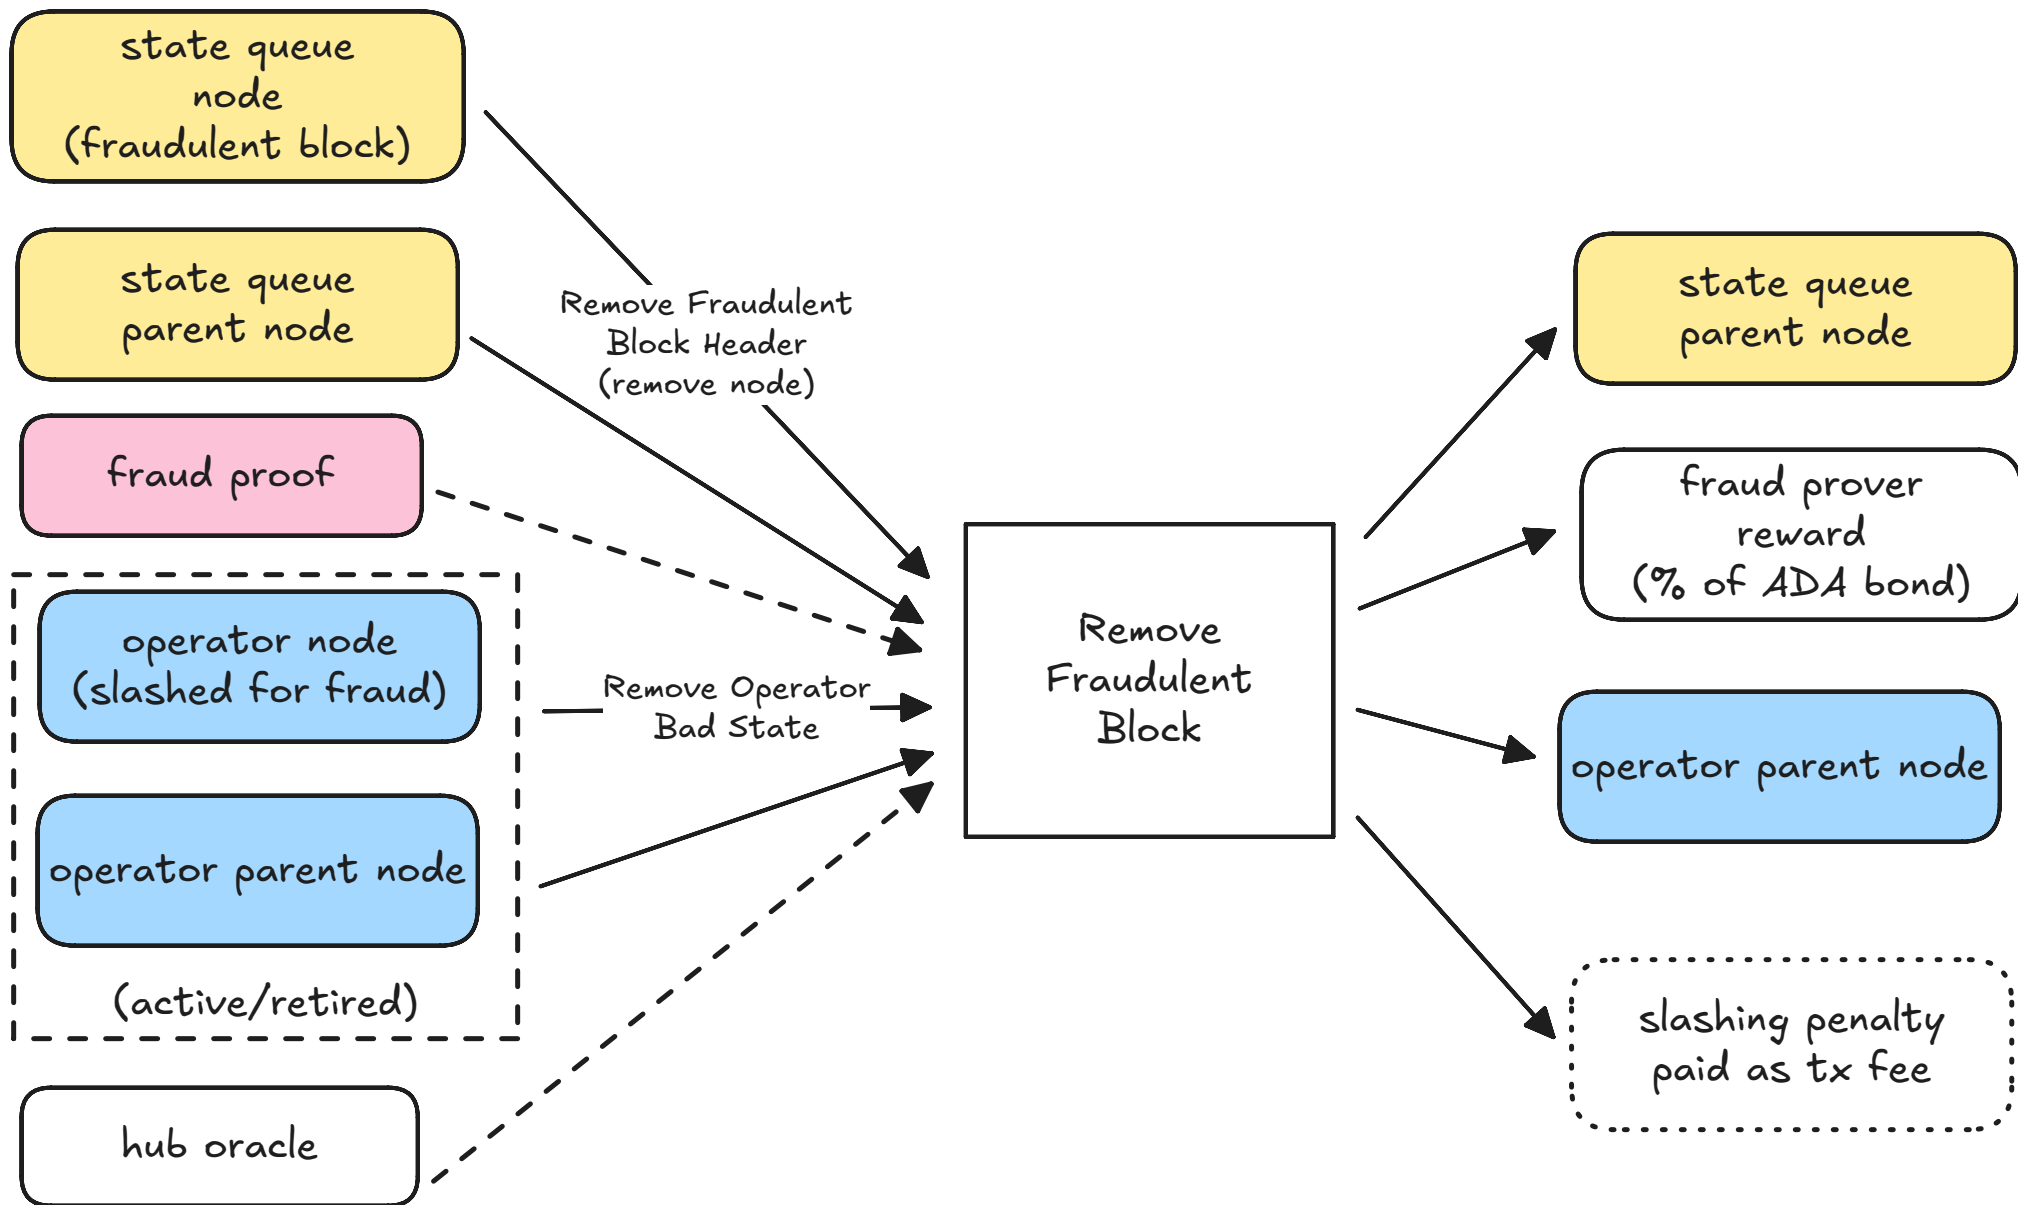 state queue
node
(fraudulent block)
state queue
parent node
fraud proof
operator node
(slashed for fraud)
operator parent node
(active/retired)
hub oracle
Remove Fraudulent
Block Header
(remove node)
Remove Operator
Bad State
Remove
Fraudulent
Block
state queue
parent node
fraud prover
reward
(% of ADA bond)
operator parent node
slashing penalty
paid as tx fee